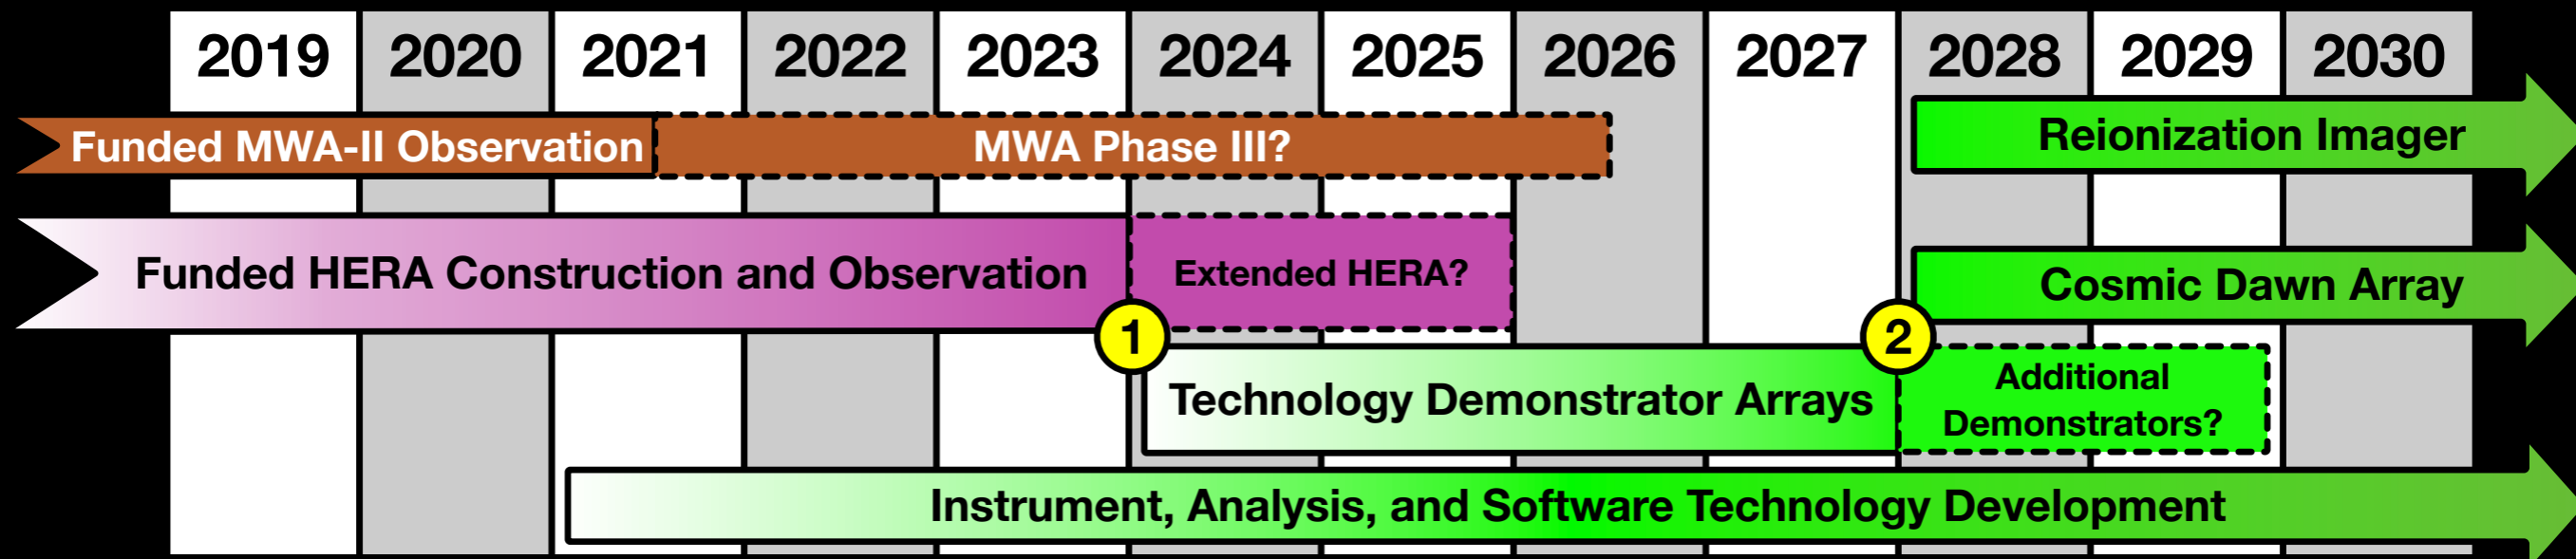 2019 2020 2021 2022 2023 2024 2025 2026 2027 2028 2029 2030
Funded MWA-II Observation
MWA Phase III?
Reionization Imager
Funded HERA Construction and Observation
Extended HERA?
Cosmic Dawn Array
1
2
Technology Demonstrator Arrays
Additional
Demonstrators?
Instrument, Analysis, and Software Technology Development